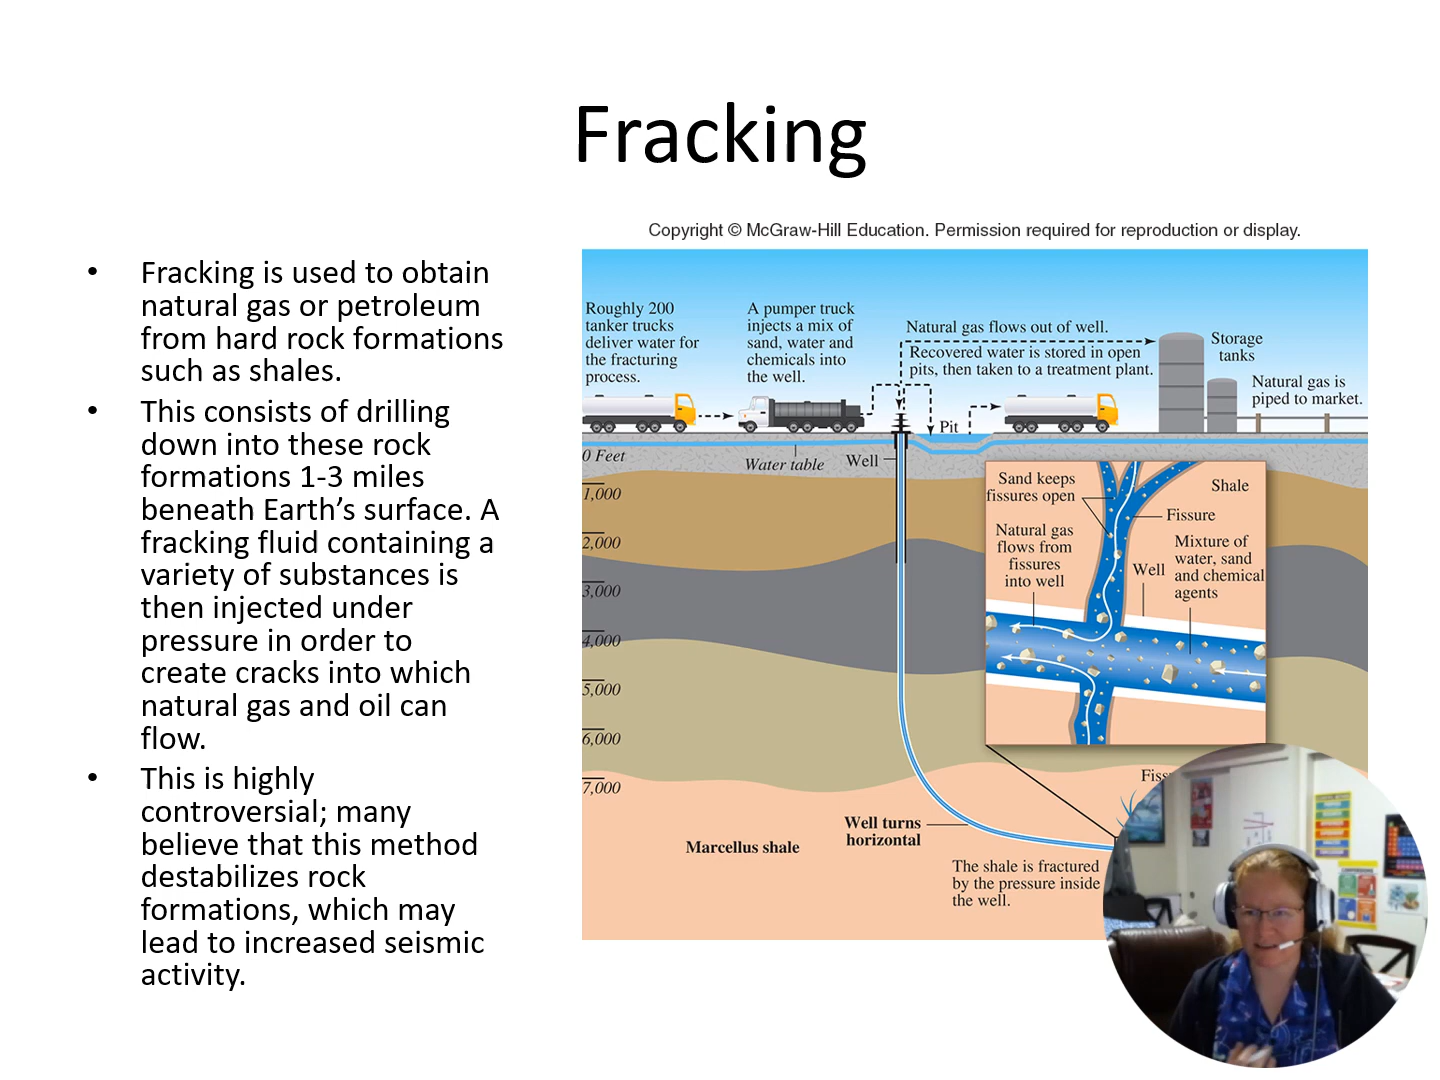 Fracking
Copyright © McGraw-Hill Education. Permission required for reproduction or display.
• Fracking is used to obtain
natural gas or petroleum
from hard rock formations
such as shales.
• This consists of drilling
down into these rock
formations 1-3 miles
beneath Earth’s surface. A
fracking fluid containing a
variety of substances is
then injected under
pressure in order to
create cracks into which
natural gas and oil can
flow.
• This is highly
controversial; many
believe that this method
destabilizes rock
formations, which may
lead to increased seismic
activity.
Roughly 200
tanker trucks
deliver water for
the fracturing
process.
A pumper truck
injects a mix of
sand, water and
chemicals into
the well.
Natural gas flows out of well.
Recovered water is stored in open
pits, then taken to a treatment plant.
Storage
tanks
Natural gas is
piped to market.
Pit
0 Feet
Water table
Well
1,000
2,000
3,000
4,000
5,000
6,000
7,000
Sand keeps
fissures open
Shale
Fissure
Natural gas
flows from
fissures
into well
Well
Mixture of
water, sand
and chemical
agents
Well turns
horizontal
Marcellus shale
The shale is fractured
by the pressure inside
the well.